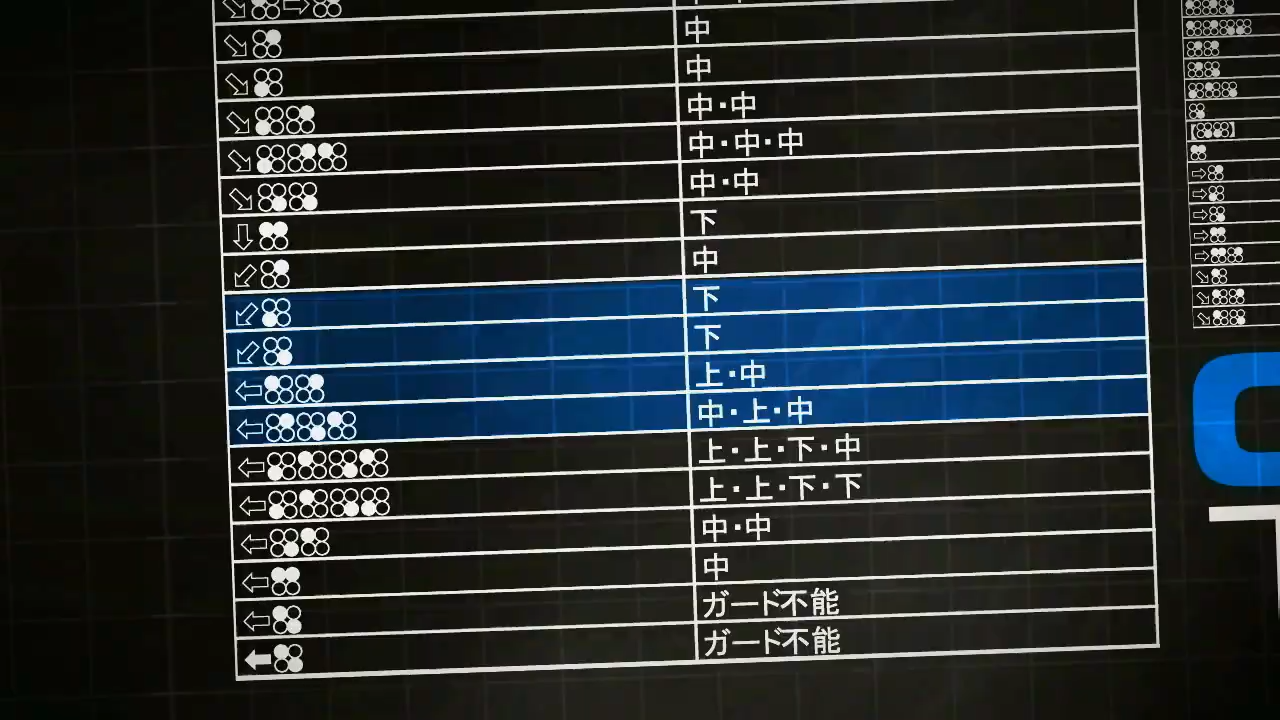 中
中
中・中
中・中・中
中・中
下
中
下
下
上・中
中・上・中
上・上・下・中
上・上・下・下
中・中
中
ガード不能
ガード不能